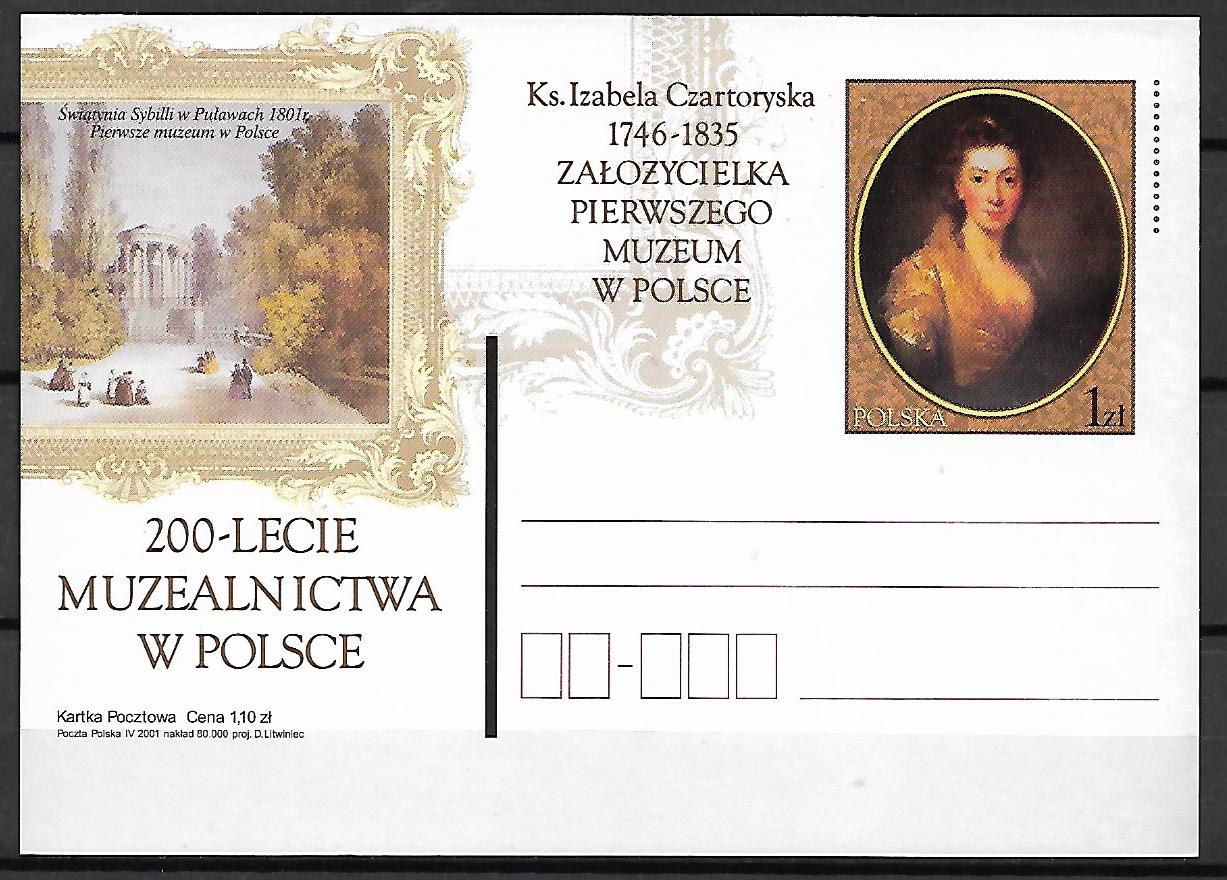 Świątynia Sybilli w Puławach 1801r.
Pierwsze muzeum w Polsce
Ks. Izabela Czartoryska
1746-1835
ZAŁOŻYCIELKA
PIERWSZEGO
MUZEUM
W POLSCE
POLSKA 1zł
200-LECIE
MUZEALNICTWA
W POLSCE
Kartka Pocztowa Cena 1,10 zł
Poczta Polska IV 2001 nakład 80.000 proj. D.Litwiniec